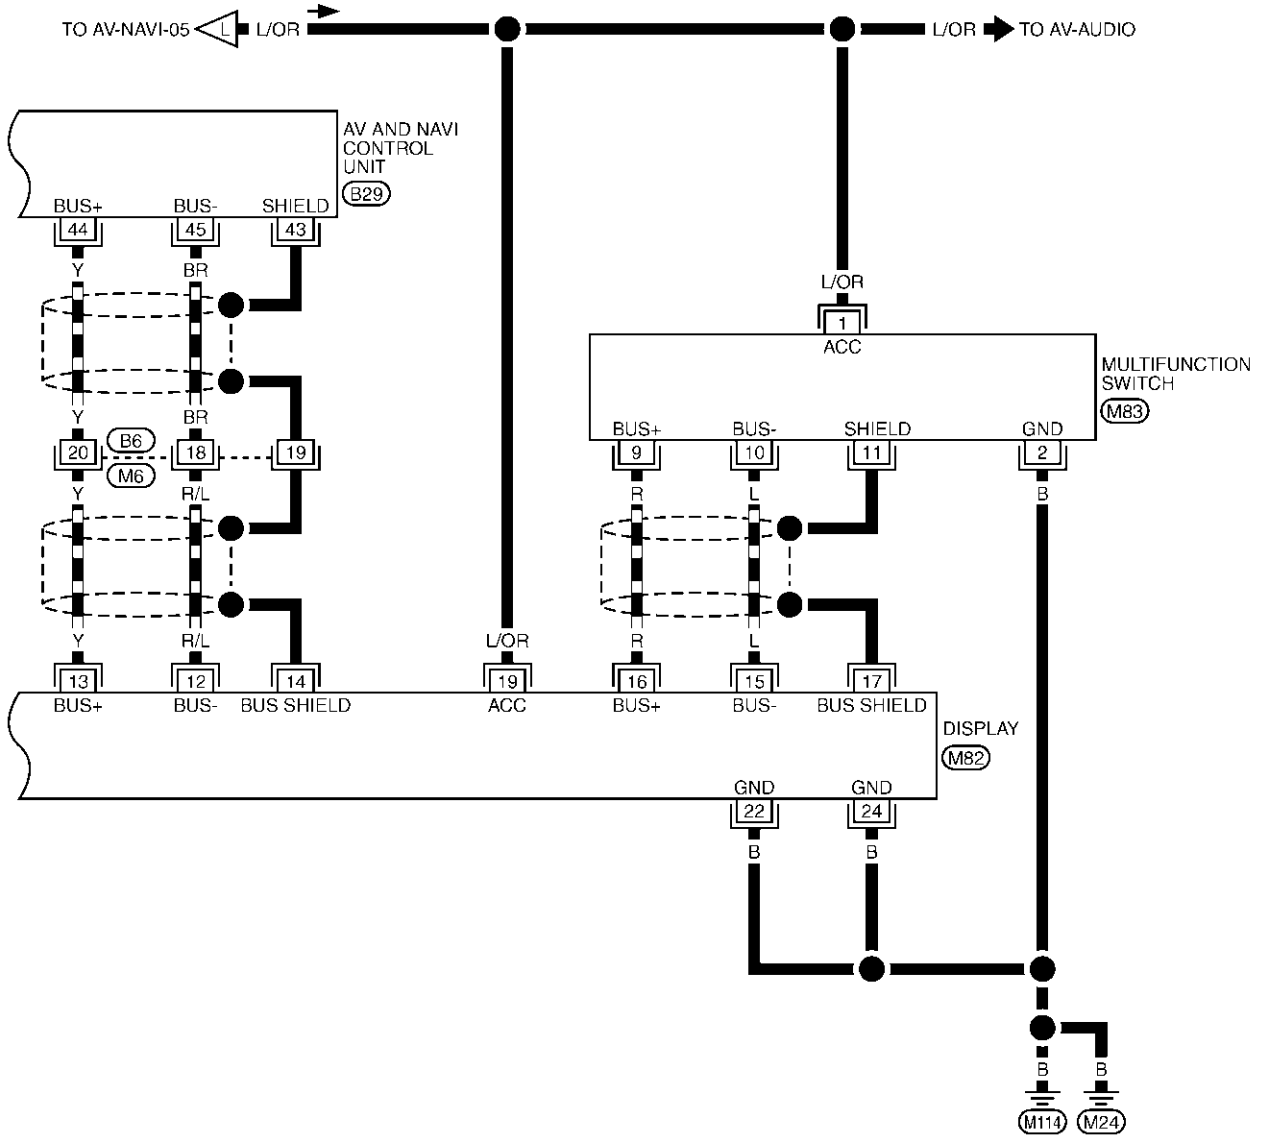 TO AV-NAVI-05 L L/OR L/OR TO AV-AUDIO
AV AND NAVI
CONTROL
UNIT
B29
BUS+ BUS- SHIELD
44 45 43
Y BR
L/OR
1
ACC
MULTIFUNCTION
SWITCH
M83
Y BR
BUS+ BUS- SHIELD GND
20 B6 18 19
M6
9 10 11 2
Y R/L
R L B
Y R/L L/OR R L
13 12 14 19 16 15 17
BUS+ BUS- BUS SHIELD ACC BUS+ BUS- BUS SHIELD
DISPLAY
M82
GND GND
22 24
B B
B B
M114 M24